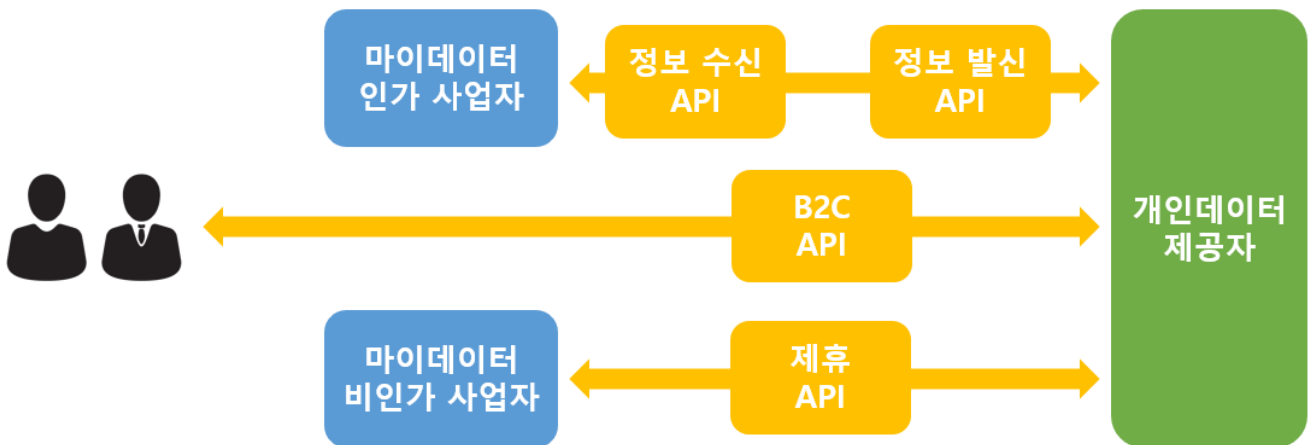 마이데이터
인가 사업자
정보 수신
API
정보 발신
API
B2C
API
개인데이터
제공자
마이데이터
비인가 사업자
제휴
API